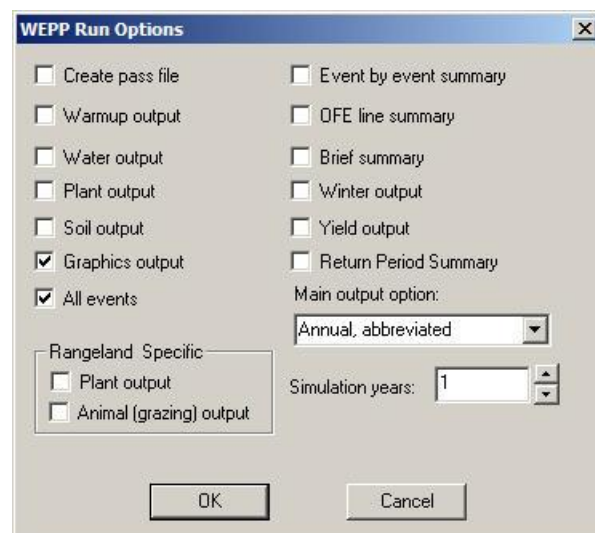 WEPP Run Options
Create pass file
Event by event summary
Warmup output
OFE line summary
Water output
Brief summary
Plant output
Winter output
Soil output
Yield output
Graphics output
Return Period Summary
All events
Main output option:
Annual, abbreviated
Rangeland Specific
Plant output
Simulation years: 1
Animal (grazing) output
OK
Cancel